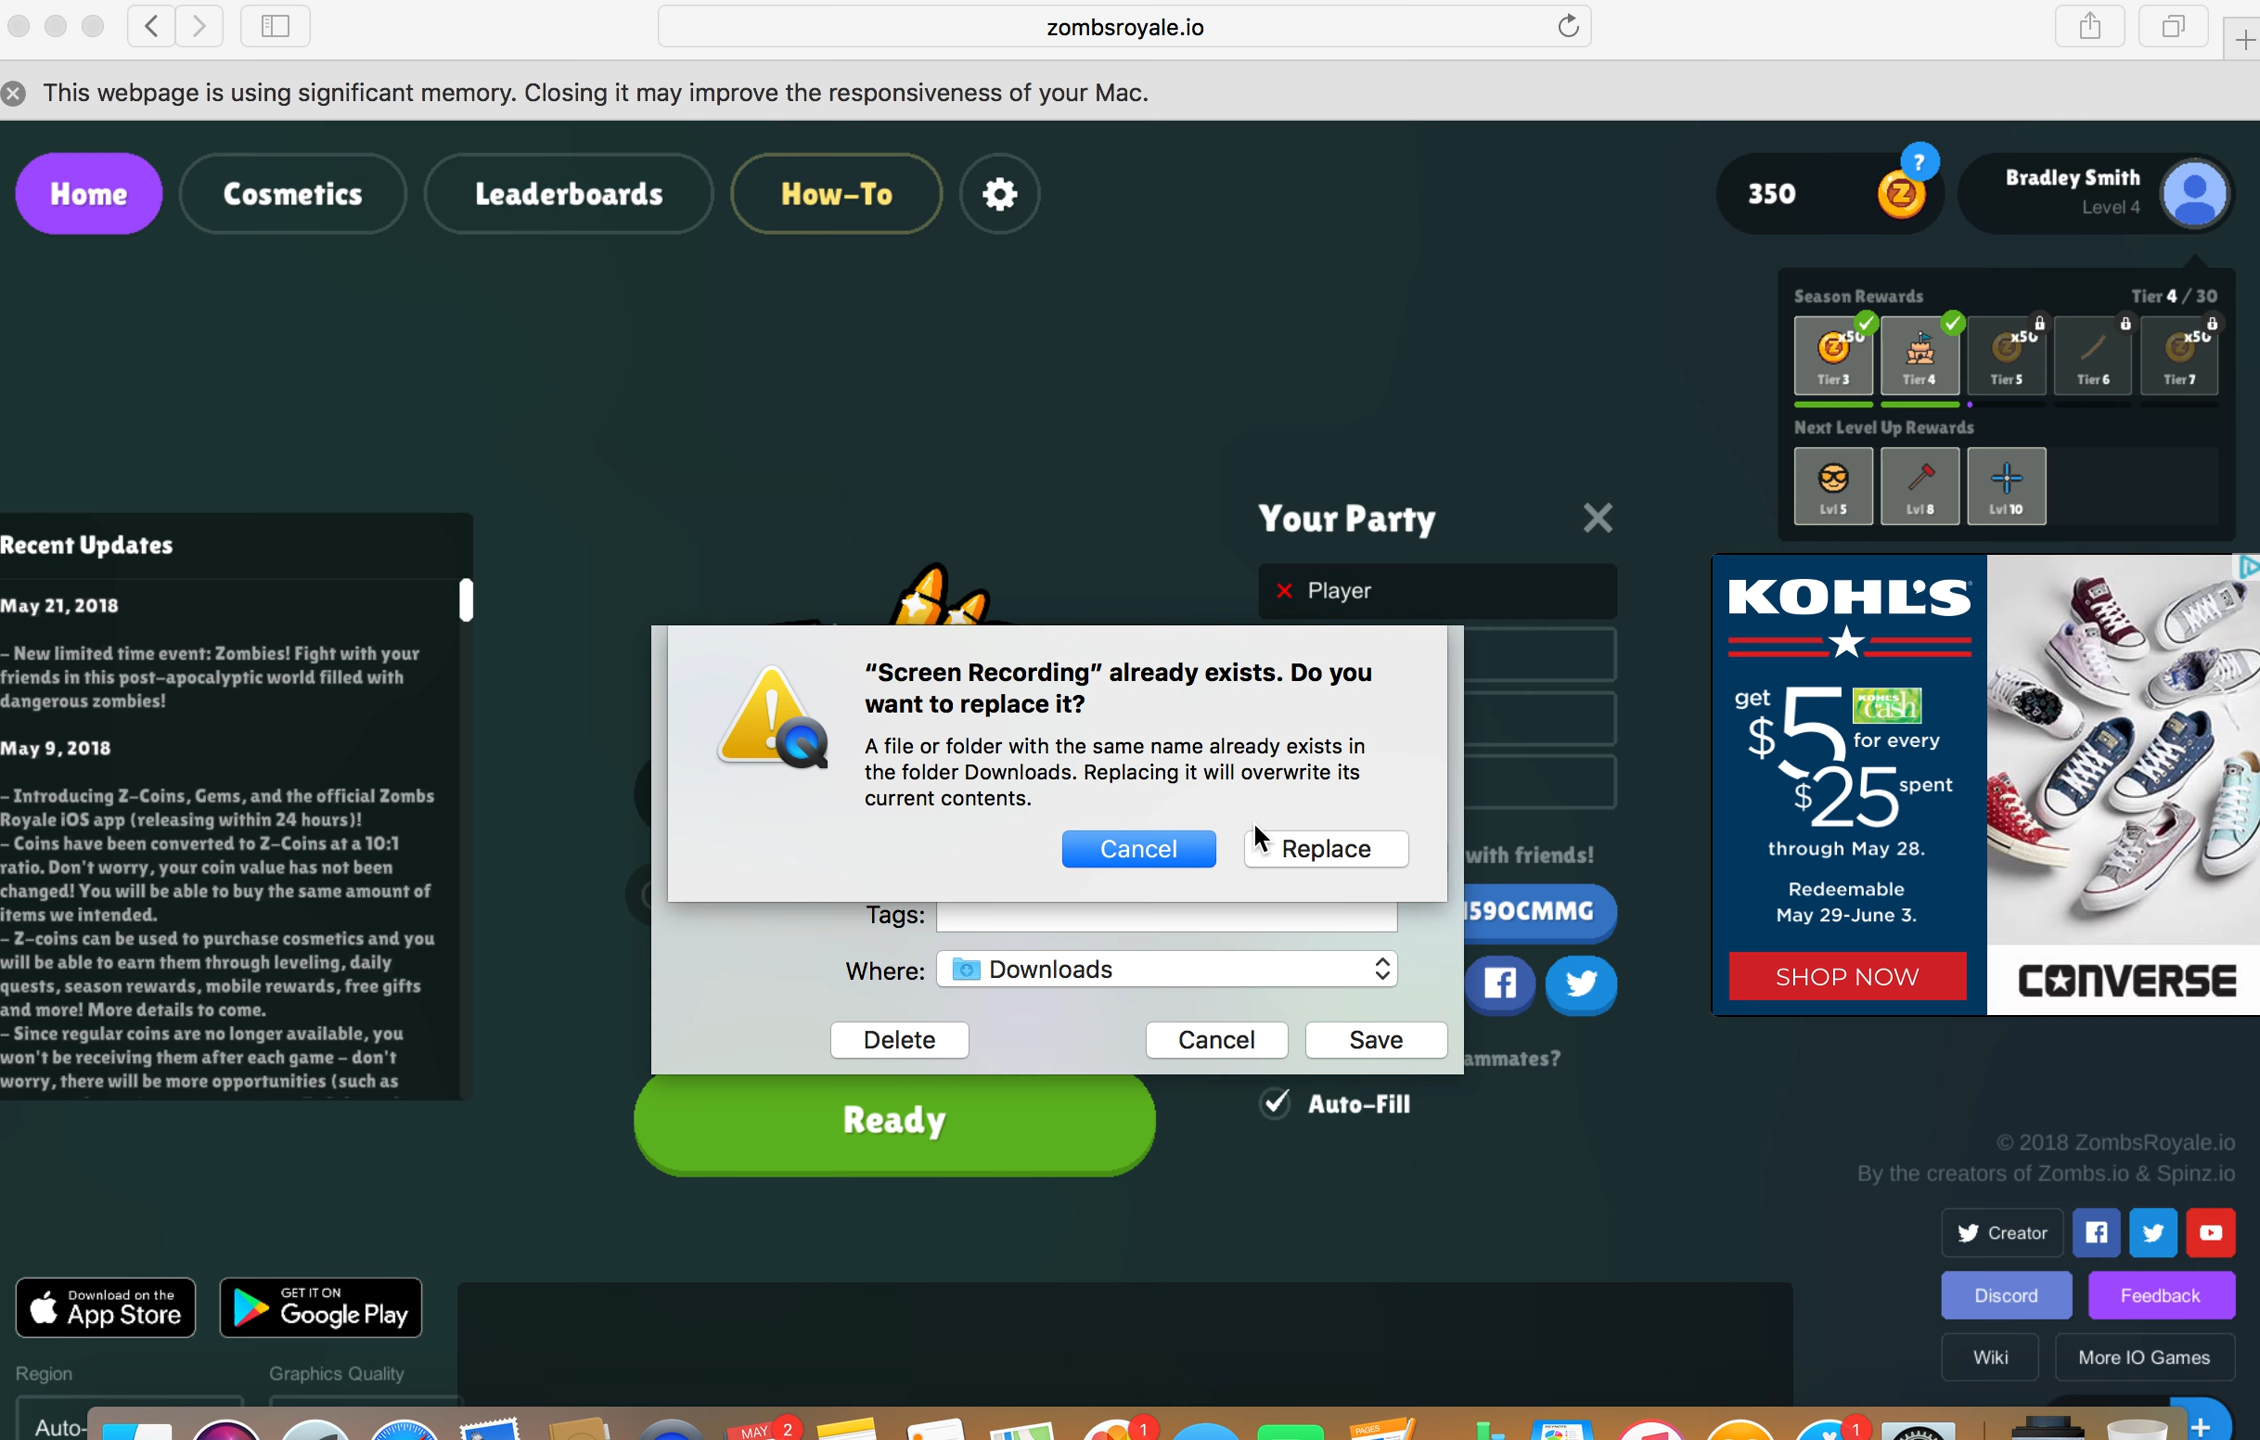 zombsroyale.io
This webpage is using significant memory. Closing it may improve the responsiveness of your Mac.
Home
Cosmetics
Leaderboards
How-To
350
?
Bradley Smith
Level 4
Season Rewards
Tier 4 / 30
x50
x50
x50
Tier 3
Tier 4
Tier 5
Tier 6
Tier 7
Next Level Up Rewards
Lvl 5
Lvl 8
Lvl 10
Recent Updates
May 21, 2018
- New limited time event: Zombies! Fight with your
friends in this post-apocalyptic world filled with
dangerous zombies!
May 9, 2018
- Introducing Z-Coins, Gems, and the official Zombs
Royale iOS app (releasing within 24 hours)!
- Coins have been converted to Z-Coins at a 10:1
ratio. Don't worry, your coin value has not been
changed! You will be able to buy the same amount of
items we intended.
- Z-coins can be used to purchase cosmetics and you
will be able to earn them through leveling, daily
quests, season rewards, mobile rewards, free gifts
and more! More details to come.
- Since regular coins are no longer available, you
won't be receiving them after each game - don't
worry, there will be more opportunities (such as
Your Party
Player
with friends!
590CMMG
ammates?
Auto-Fill
“Screen Recording” already exists. Do you
want to replace it?
A file or folder with the same name already exists in
the folder Downloads. Replacing it will overwrite its
current contents.
Cancel
Replace
Tags:
Where:
Downloads
Delete
Cancel
Save
Ready
KOHL'S
get
$5
KOHL'S
cash
for every
$25
spent
through May 28.
Redeemable
May 29-June 3.
SHOP NOW
CONVERSE
© 2018 ZombsRoyale.io
By the creators of Zombs.io & Spinz.io
Creator
Discord
Feedback
Wiki
More IO Games
Download on the
App Store
GET IT ON
Google Play
Region
Graphics Quality
Auto-
MAY
2
1
PAGES
1